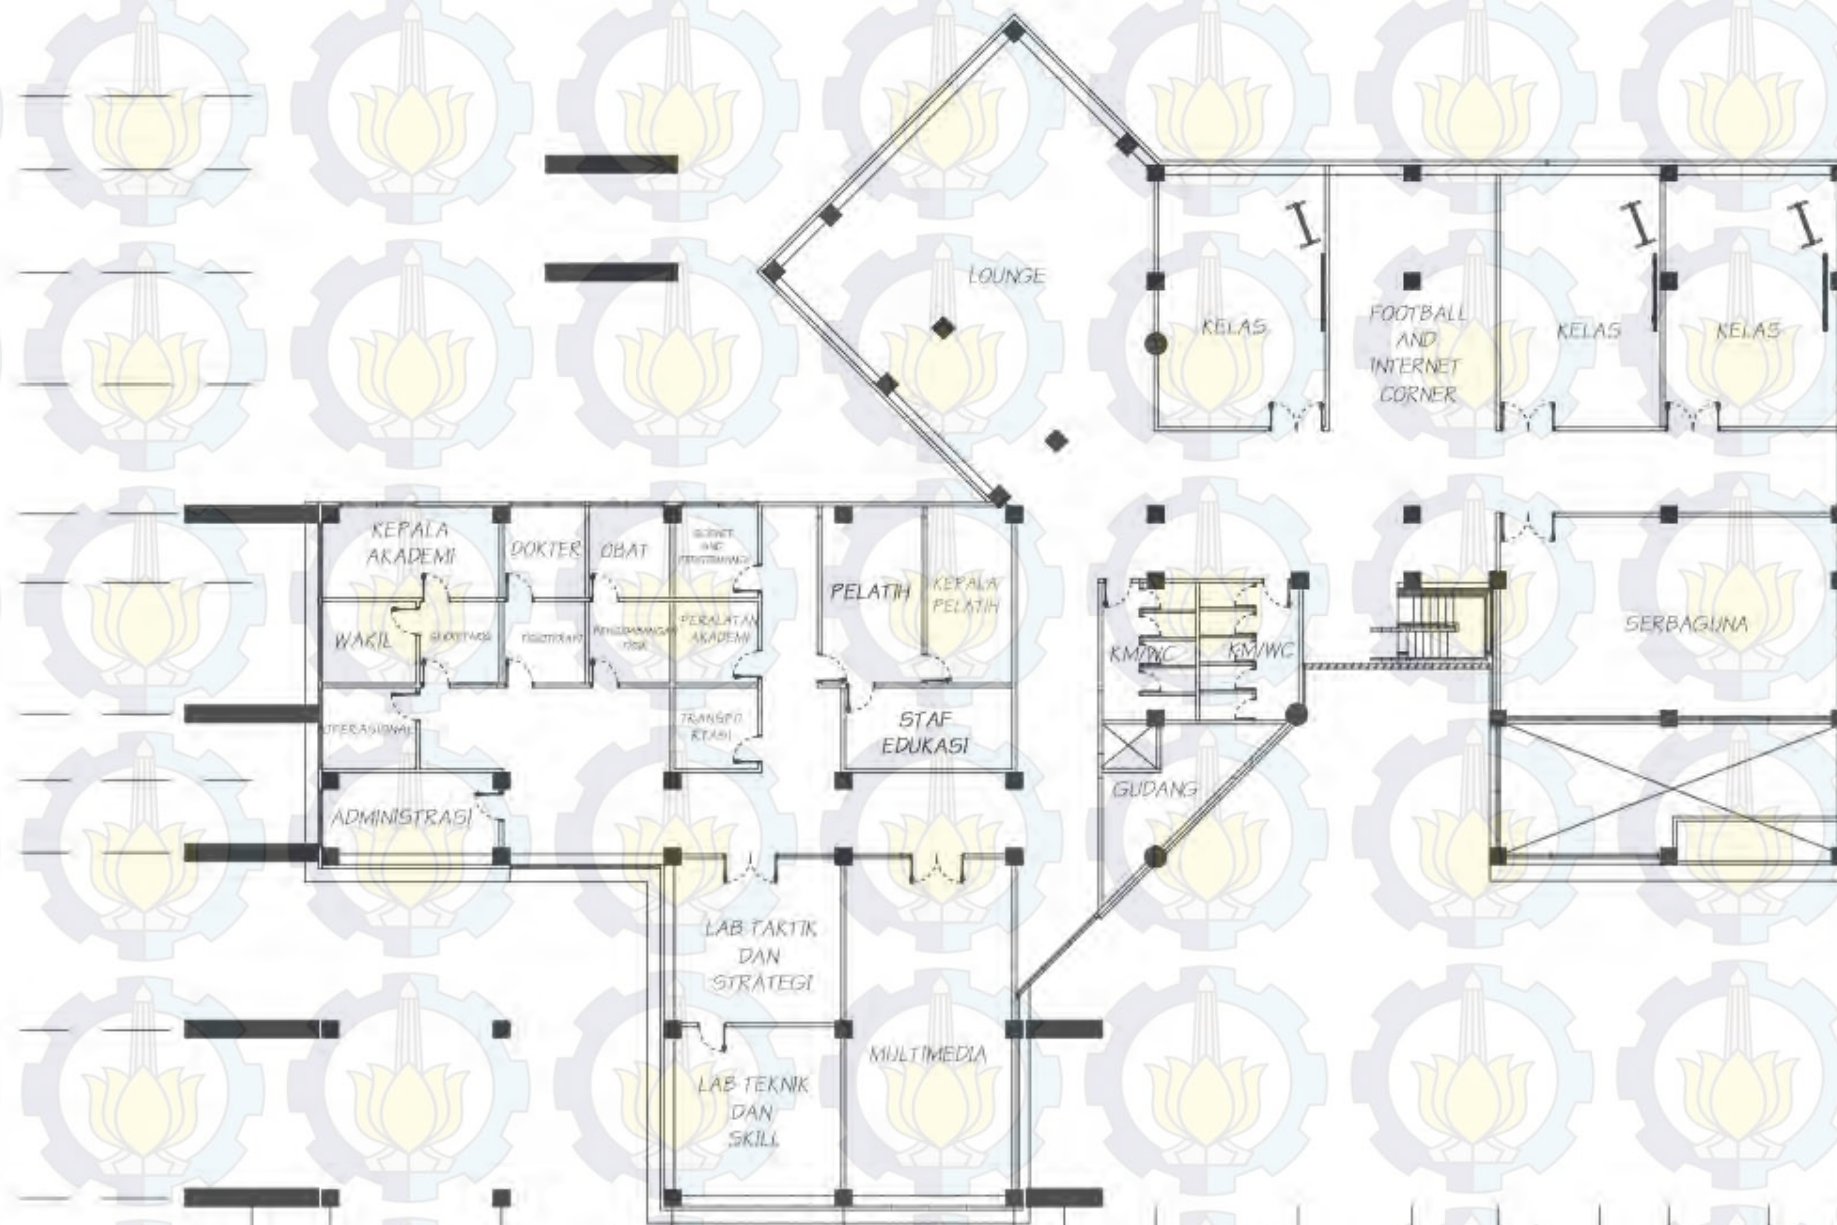 LOUNGE
KELAS
FOOTBALL
AND
INTERNET
CORNER
KELAS
KELAS
KEPALA
AKADEMI
DOKTER
OBAT
PELATIH
KEPALA
PELATIH
WAKIL
PERALATAN
AKADEMI
SERBAGUNA
KM/WC
KM/WC
OPERASIONAL
TRANSPO
RTASI
STAF
EDUKASI
ADMINISTRASI
GUDANG
LAB TAKTIK
DAN
STRATEGI
MULTIMEDIA
LAB TEKNIK
DAN
SKILL